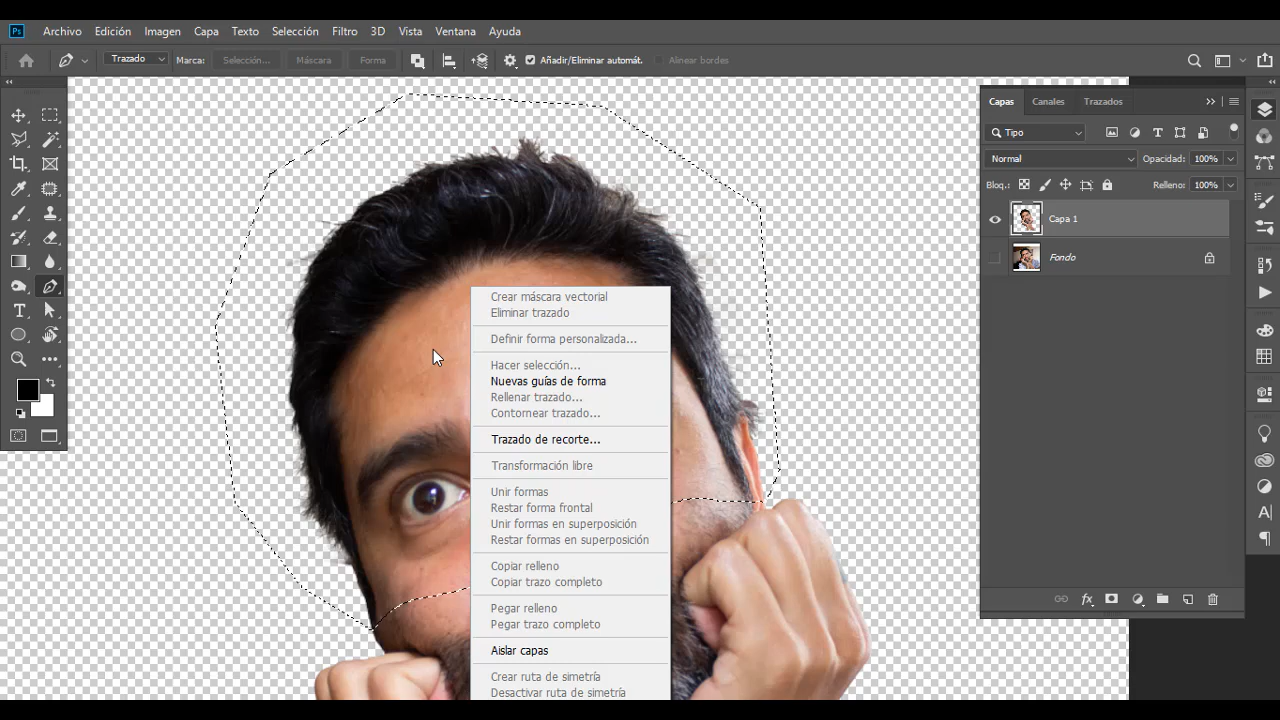 Ps Archivo Edición Imagen Capa Texto Selección Filtro 3D Vista Ventana Ayuda
Trazado Marca: Selección... Máscara Forma Añadir/Eliminar automát. Alinear bordes
Capas Canales Trazados
Tipo
Normal Opacidad: 100%
Bloq.: Relleno: 100%
Capa 1
Fondo
Crear máscara vectorial
Eliminar trazado
Definir forma personalizada...
Hacer selección...
Nuevas guías de forma
Rellenar trazado...
Contornear trazado...
Trazado de recorte...
Transformación libre
Unir formas
Restar forma frontal
Unir formas en superposición
Restar formas en superposición
Copiar relleno
Copiar trazo completo
Pegar relleno
Pegar trazo completo
Aislar capas
Crear ruta de simetría
Desactivar ruta de simetría